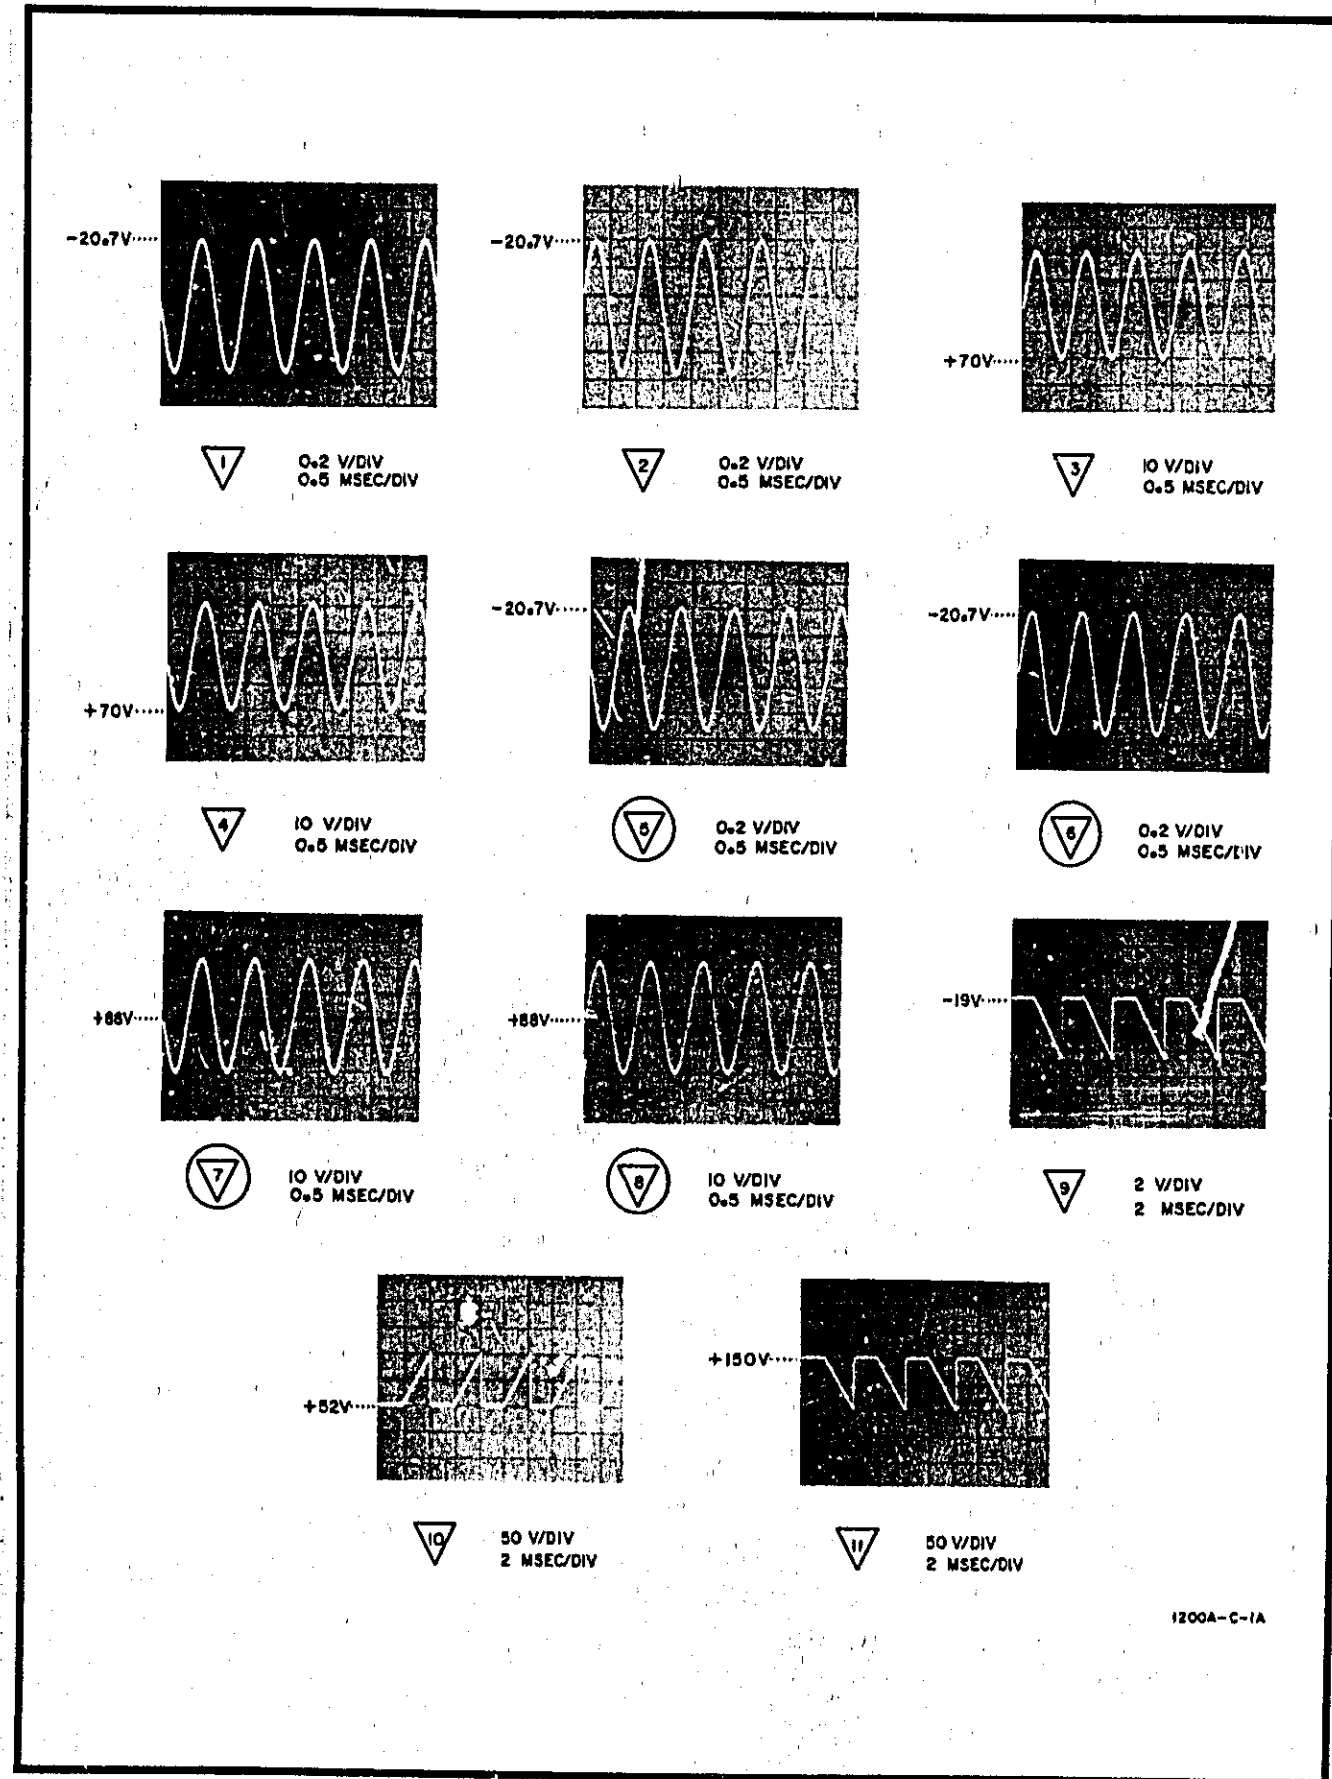 -20.7V
-20.7V
+70V
1 0.2 V/DIV
0.5 MSEC/DIV
2 0.2 V/DIV
0.5 MSEC/DIV
3 10 V/DIV
0.5 MSEC/DIV
+70V
-20.7V
-20.7V
4 10 V/DIV
0.5 MSEC/DIV
5 0.2 V/DIV
0.5 MSEC/DIV
6 0.2 V/DIV
0.5 MSEC/DIV
+88V
+88V
-19V
7 10 V/DIV
0.5 MSEC/DIV
8 10 V/DIV
0.5 MSEC/DIV
9 2 V/DIV
2 MSEC/DIV
+52V
+150V
10 50 V/DIV
2 MSEC/DIV
11 50 V/DIV
2 MSEC/DIV
1200A-C-1A